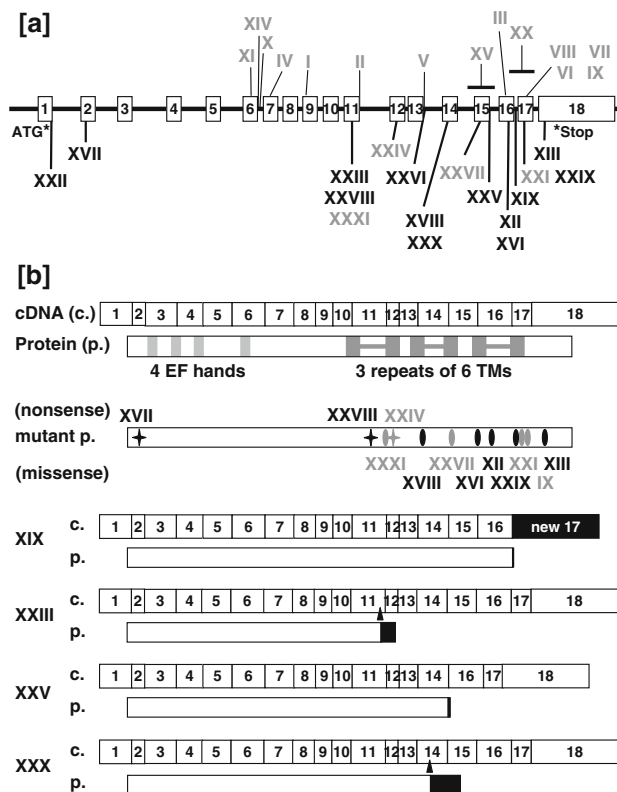 [a]
XIV
III
XX
XI
X
IV
I
II
V
XV
VIII VII
VI IX
1 2 3 4 5 6 7 8 9 10 11 12 13 14 15 16 17 18
ATG*
*Stop
XXII
XVII
XXIII
XXVIII
XXXI
XXIV
XXVI
XVIII
XXX
XXVII
XXV
XII
XVI
XIX
XXI
XIII
XXIX
[b]
cDNA (c.) 1 2 3 4 5 6 7 8 9 10 11 12 13 14 15 16 17 18
Protein (p.)
4 EF hands 3 repeats of 6 TMs
(nonsense) XVII XXVIII XXIV
mutant p.
(missense) XXXI XXVII XII XXI XIII
XVIII XVI XXIX IX
XIX c. 1 2 3 4 5 6 7 8 9 10 11 12 13 14 15 16 new 17
p.
XXIII c. 1 2 3 4 5 6 7 8 9 10 11 12 13 14 15 16 17 18
p.
XXV c. 1 2 3 4 5 6 7 8 9 10 11 12 13 14 16 17 18
p.
XXX c. 1 2 3 4 5 6 7 8 9 10 11 12 13 14 15 16 17 18
p.